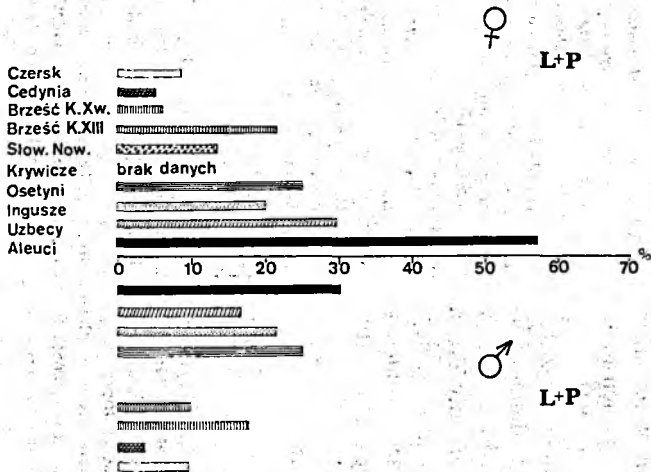 ♀
L+P
Czersk
Cedynia
Brześć K.Xw.
Brześć K.XIII
Słow. Now.
Krywicze brak danych
Osetyni
Ingusze
Uzbecy
Aleuci
0 10 20 30 40 50 60 70 %
♂
L+P